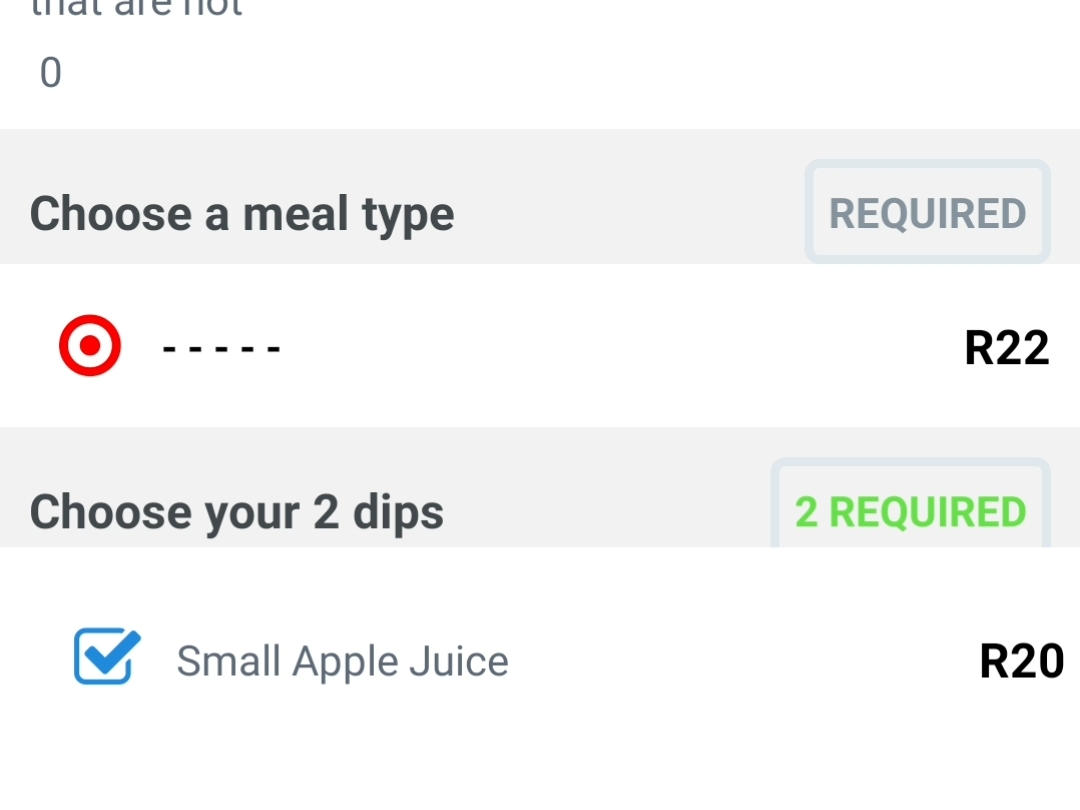 that are not
0
Choose a meal type REQUIRED
- - - - - R22
Choose your 2 dips 2 REQUIRED
Small Apple Juice R20